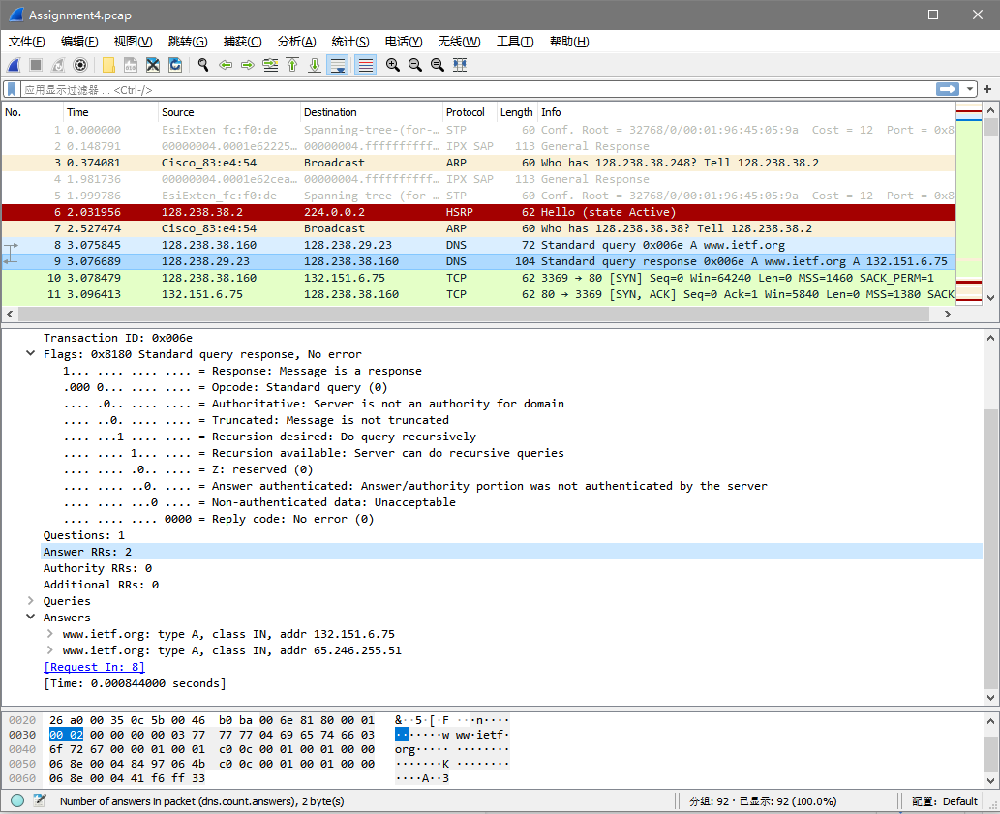 Assignment4.pcap
文件(F) 编辑(E) 视图(V) 跳转(G) 捕获(C) 分析(A) 统计(S) 电话(Y) 无线(W) 工具(T) 帮助(H)
应用显示过滤器 … <Ctrl-/>
No. Time Source Destination Protocol Length Info
1 0.000000 EsiExten_fc:f0:de Spanning-tree-(for-… STP 60 Conf. Root = 32768/0/00:01:96:45:05:9a Cost = 12 Port = 0x8
2 0.148791 00000004.0001e62225… 00000004.ffffffffff… IPX SAP 113 General Response
3 0.374081 Cisco_83:e4:54 Broadcast ARP 60 Who has 128.238.38.248? Tell 128.238.38.2
4 1.981736 00000004.0001e62cea… 00000004.ffffffffff… IPX SAP 113 General Response
5 1.999786 EsiExten_fc:f0:de Spanning-tree-(for-… STP 60 Conf. Root = 32768/0/00:01:96:45:05:9a Cost = 12 Port = 0x8
6 2.031956 128.238.38.2 224.0.0.2 HSRP 62 Hello (state Active)
7 2.527474 Cisco_83:e4:54 Broadcast ARP 60 Who has 128.238.38.38? Tell 128.238.38.2
8 3.075845 128.238.38.160 128.238.29.23 DNS 72 Standard query 0x006e A www.ietf.org
9 3.076689 128.238.29.23 128.238.38.160 DNS 104 Standard query response 0x006e A www.ietf.org A 132.151.6.75
10 3.078479 128.238.38.160 132.151.6.75 TCP 62 3369 → 80 [SYN] Seq=0 Win=64240 Len=0 MSS=1460 SACK_PERM=1
11 3.096413 132.151.6.75 128.238.38.160 TCP 62 80 → 3369 [SYN, ACK] Seq=0 Ack=1 Win=5840 Len=0 MSS=1380 SACK
Transaction ID: 0x006e
Flags: 0x8180 Standard query response, No error
1... .... .... .... = Response: Message is a response
.000 0... .... .... = Opcode: Standard query (0)
.... .0.. .... .... = Authoritative: Server is not an authority for domain
.... ..0. .... .... = Truncated: Message is not truncated
.... ...1 .... .... = Recursion desired: Do query recursively
.... .... 1... .... = Recursion available: Server can do recursive queries
.... .... .0.. .... = Z: reserved (0)
.... .... ..0. .... = Answer authenticated: Answer/authority portion was not authenticated by the server
.... .... ...0 .... = Non-authenticated data: Unacceptable
.... .... .... 0000 = Reply code: No error (0)
Questions: 1
Answer RRs: 2
Authority RRs: 0
Additional RRs: 0
Queries
Answers
www.ietf.org: type A, class IN, addr 132.151.6.75
www.ietf.org: type A, class IN, addr 65.246.255.51
[Request In: 8]
[Time: 0.000844000 seconds]
0020 26 a0 00 35 0c 5b 00 46 b0 ba 00 6e 81 80 00 01 &··5·[·F ···n····
0030 00 02 00 00 00 00 03 77 77 77 04 69 65 74 66 03 ·······w ww·ietf·
0040 6f 72 67 00 00 01 00 01 c0 0c 00 01 00 01 00 00 org····· ········
0050 06 8e 00 04 84 97 06 4b c0 0c 00 01 00 01 00 00 ·······K ········
0060 06 8e 00 04 41 f6 ff 33 ····A··3
Number of answers in packet (dns.count.answers), 2 byte(s) 分组: 92 · 已显示: 92 (100.0%) 配置: Default